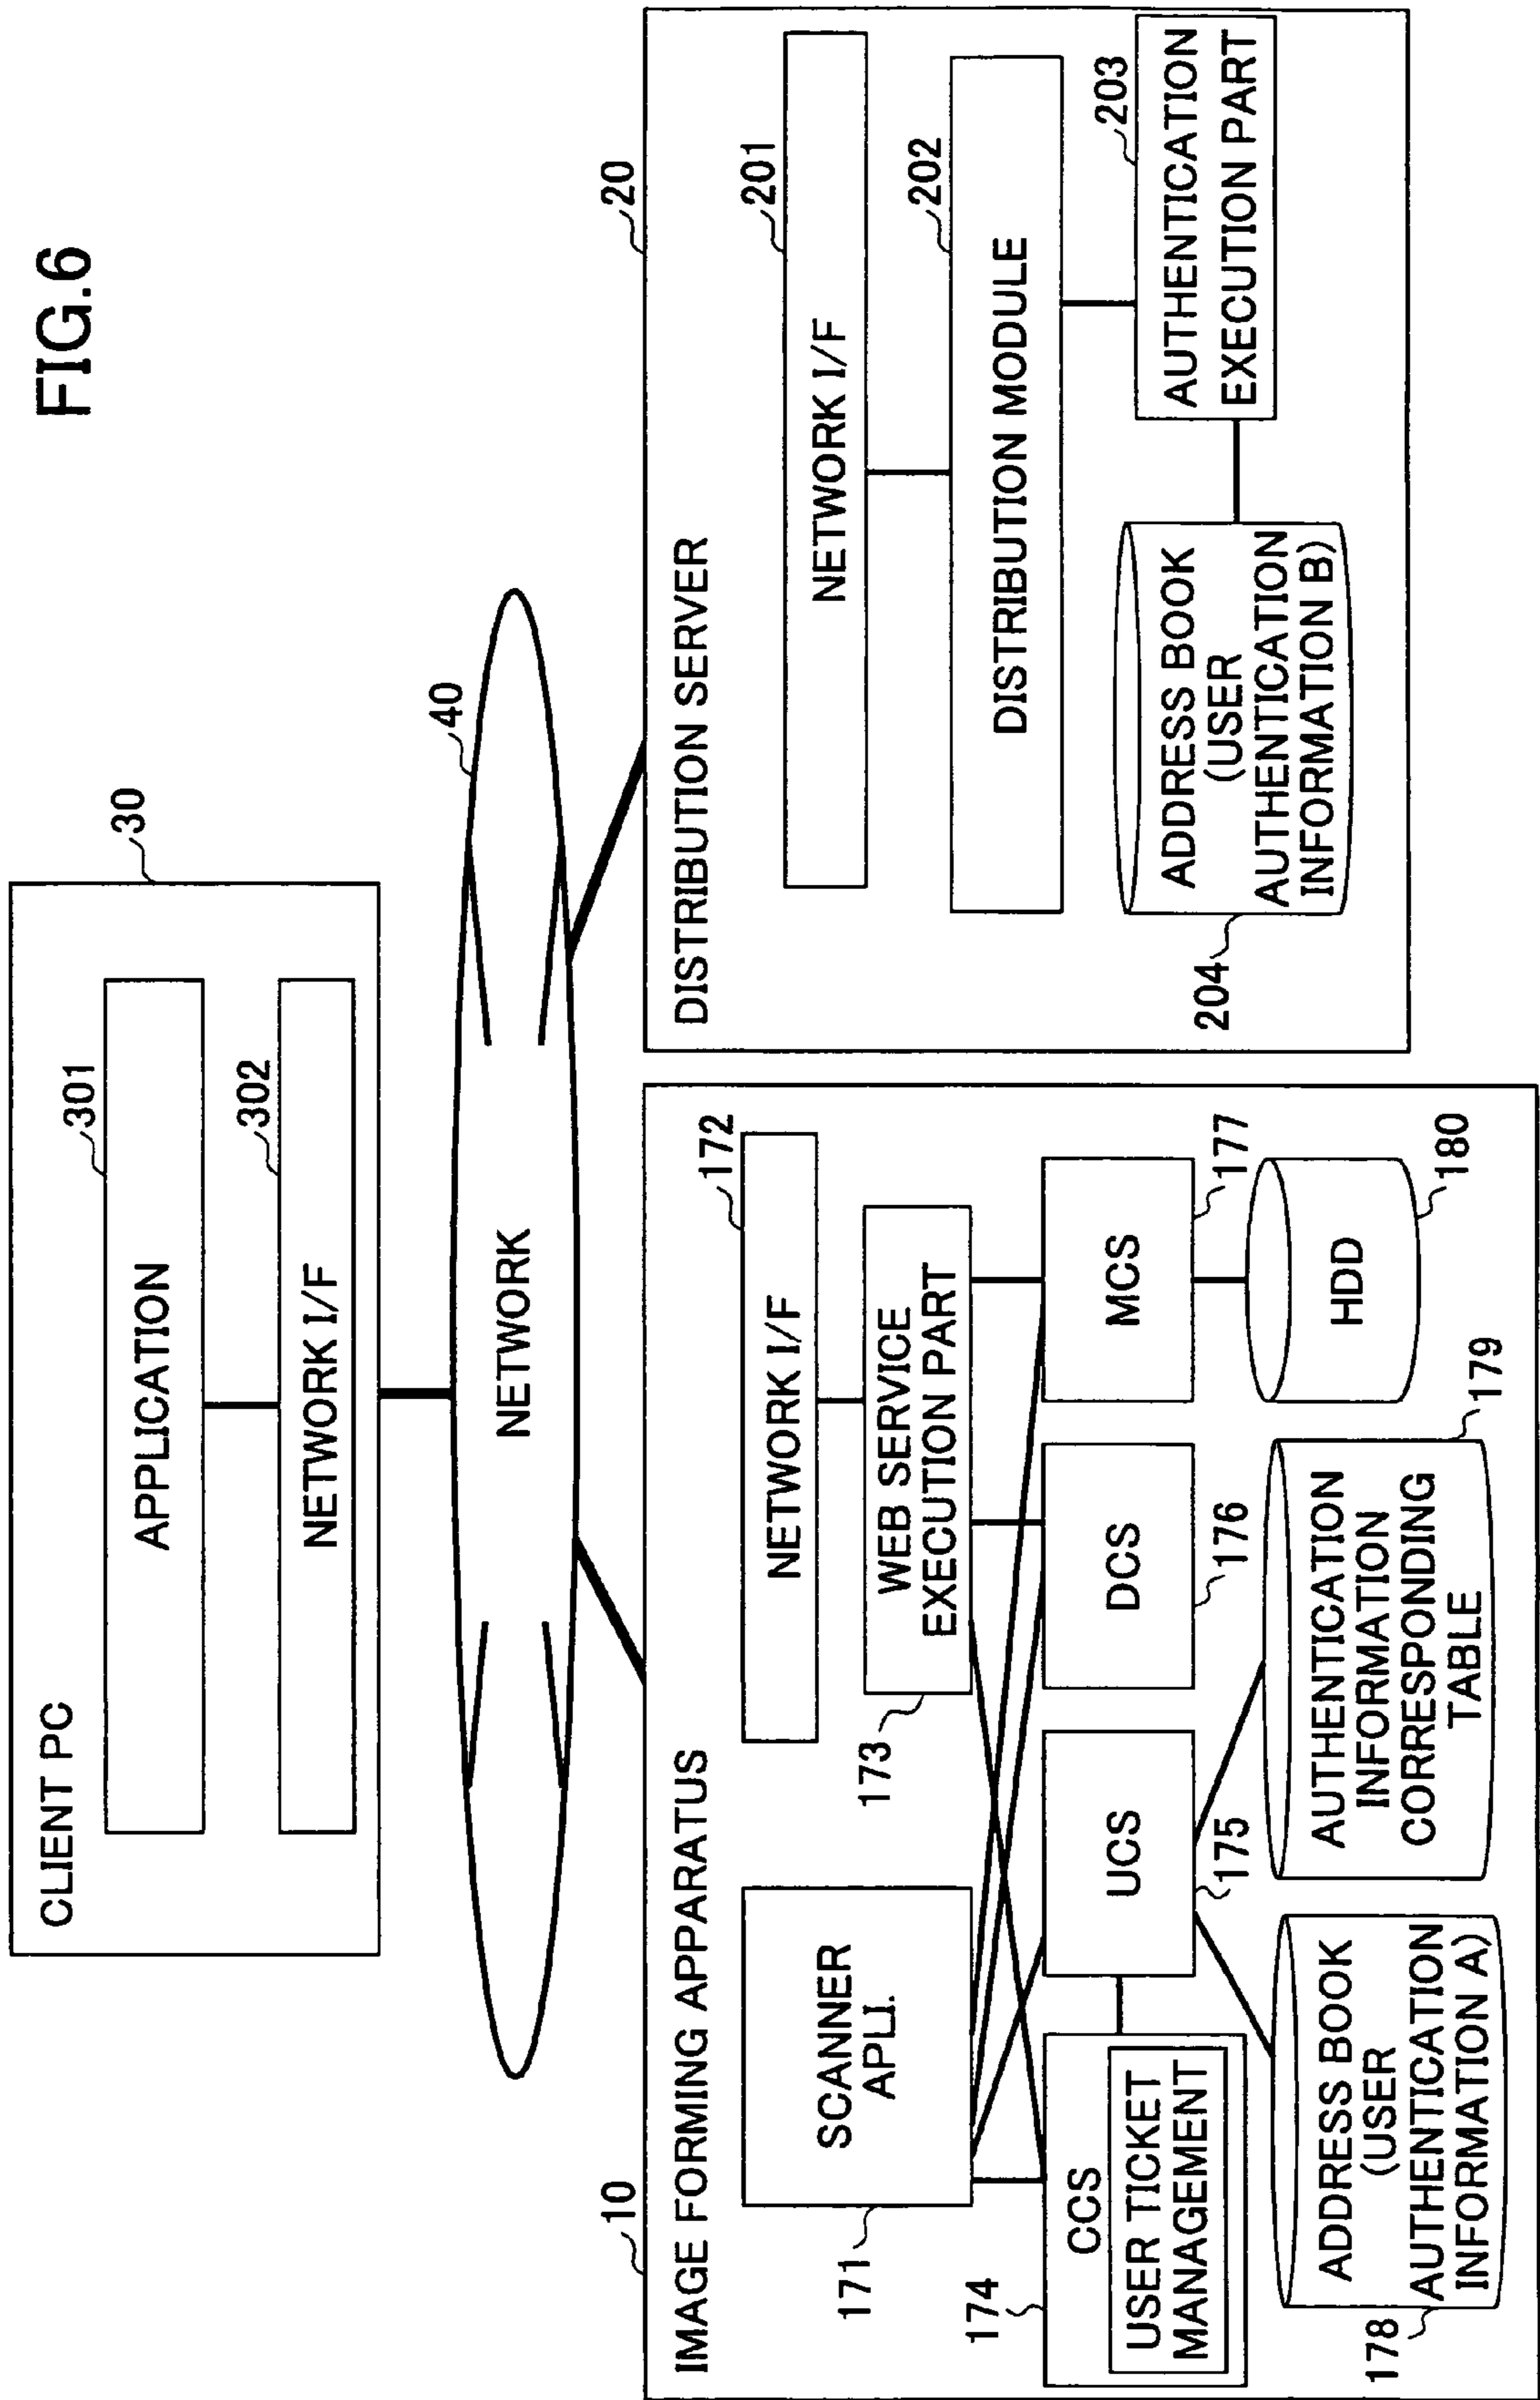 FIG.6
CLIENT PC
30
APPLICATION
301
NETWORK I/F
302
NETWORK
40
IMAGE FORMING APPARATUS
10
SCANNER
APLI.
171
NETWORK I/F
172
WEB SERVICE
EXECUTION PART
173
CCS
USER TICKET
MANAGEMENT
174
UCS
175
DCS
176
MCS
177
ADDRESS BOOK
(USER
AUTHENTICATION
INFORMATION A)
178
AUTHENTICATION
INFORMATION
CORRESPONDING
TABLE
179
HDD
180
DISTRIBUTION SERVER
20
NETWORK I/F
201
DISTRIBUTION MODULE
202
ADDRESS BOOK
(USER
AUTHENTICATION
INFORMATION B)
204
AUTHENTICATION
EXECUTION PART
203